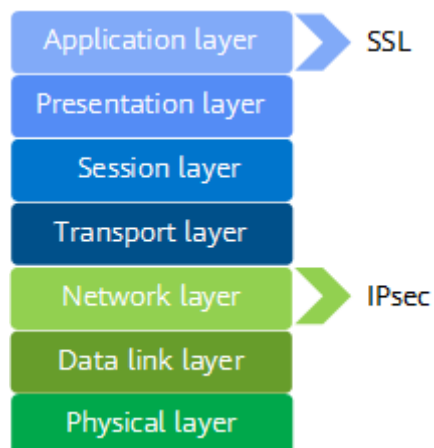 Application layer
SSL
Presentation layer
Session layer
Transport layer
Network layer
IPsec
Data link layer
Physical layer